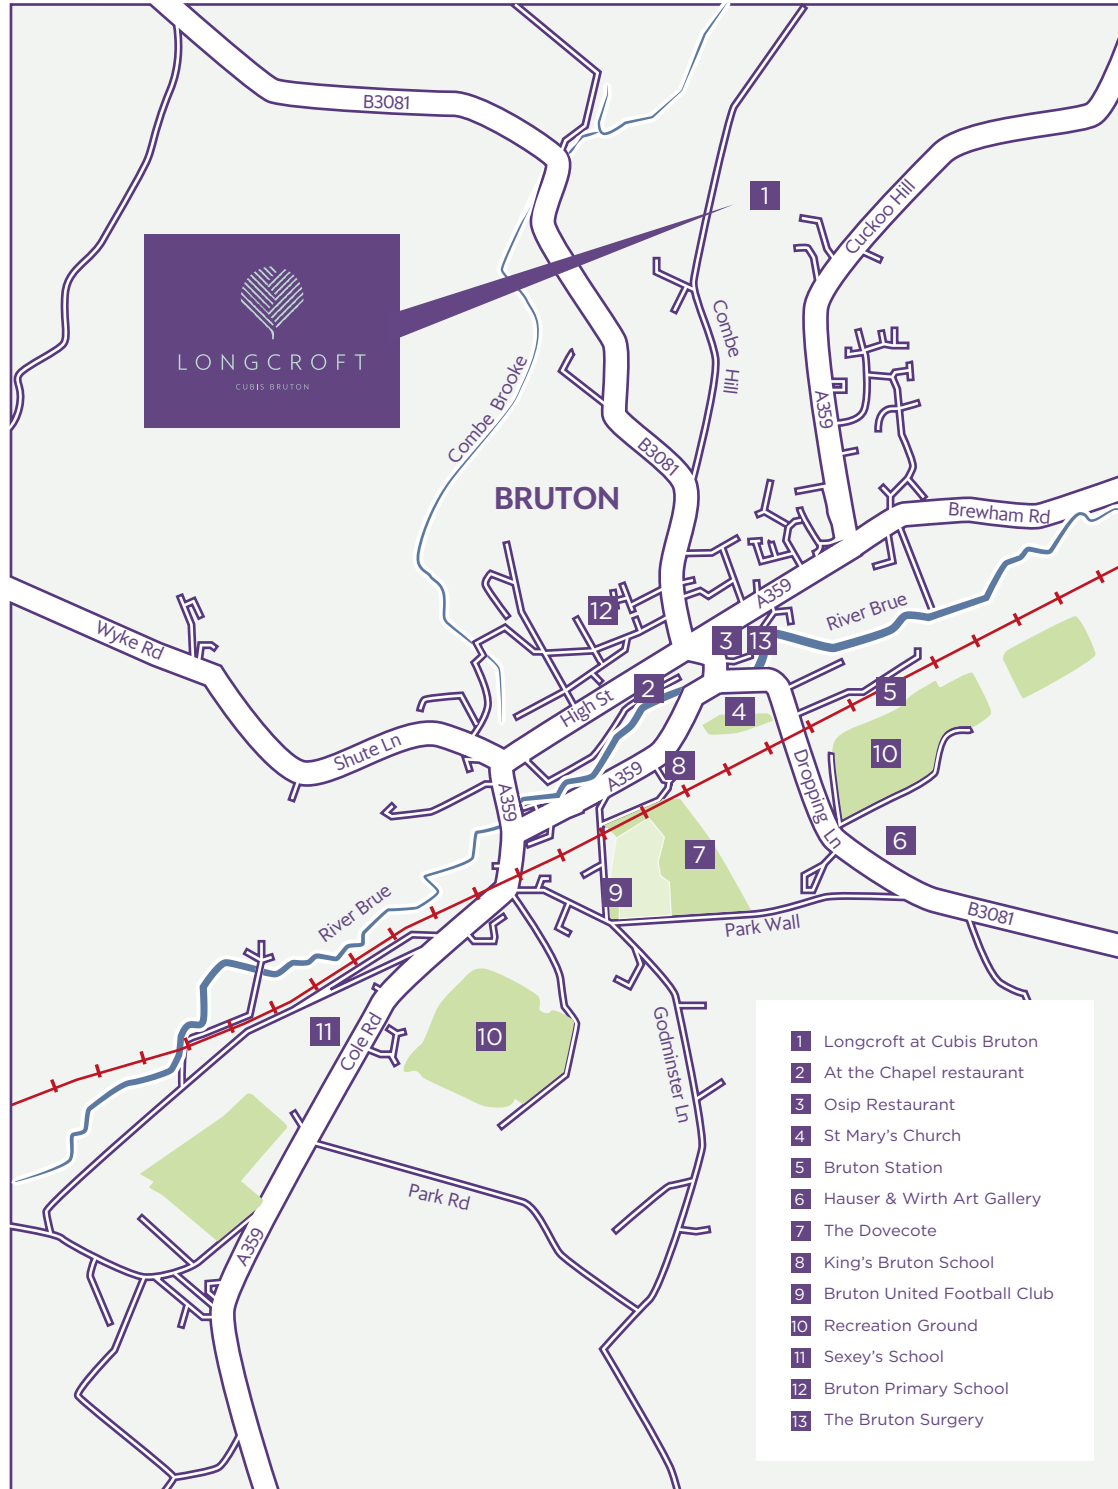 B3081
1
Cuckoo Hill
LONGCROFT
CUBIS BRUTON
Combe Hill
Combe Brooke
A359
B3081
BRUTON
Brewham Rd
A359
River Brue
12
Wyke Rd
3
13
2
5
High St
4
Shute Ln
10
8
A359
Dropping Ln
A359
6
7
9
River Brue
B3081
Park Wall
11
Cole Rd
10
Godminster Ln
Park Rd
A359
1 Longcroft at Cubis Bruton
2 At the Chapel restaurant
3 Osip Restaurant
4 St Mary's Church
5 Bruton Station
6 Hauser & Wirth Art Gallery
7 The Dovecote
8 King's Bruton School
9 Bruton United Football Club
10 Recreation Ground
11 Sexey's School
12 Bruton Primary School
13 The Bruton Surgery